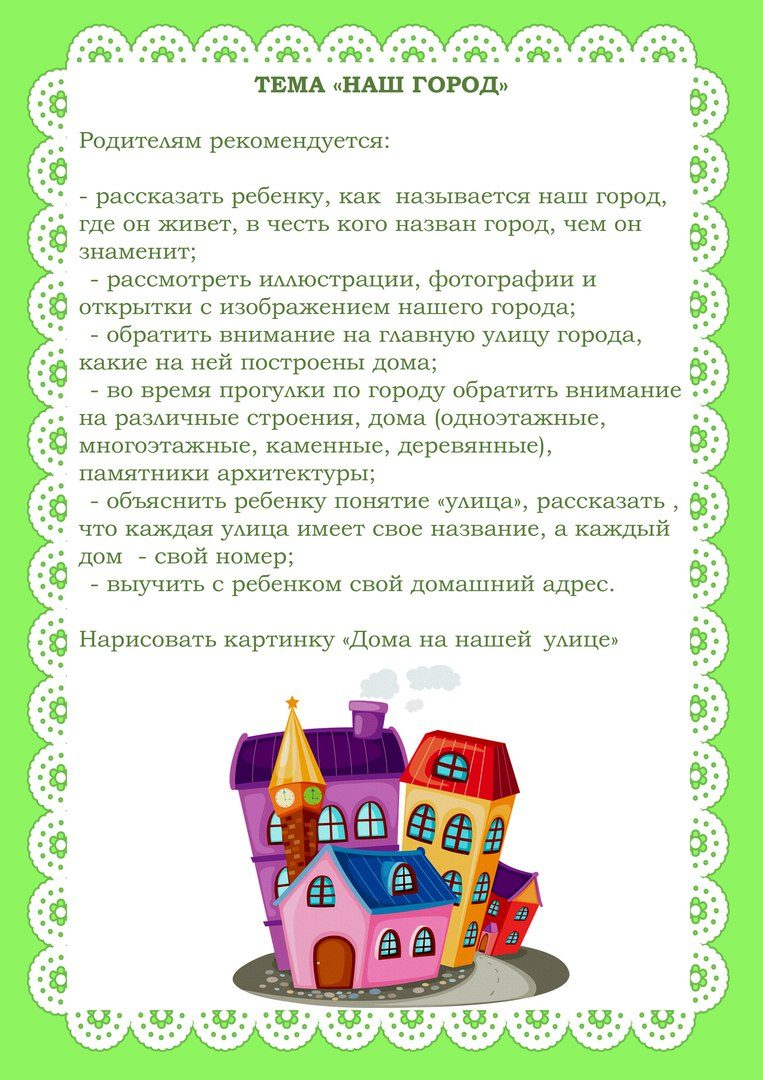 ТЕМА «НАШ ГОРОД»
Родителям рекомендуется:
- рассказать ребенку, как  называется наш город,
где он живет, в честь кого назван город, чем он
знаменит;
- рассмотреть иллюстрации, фотографии и
открытки с изображением нашего города;
- обратить внимание на главную улицу города,
какие на ней построены дома;
- во время прогулки по городу обратить внимание
на различные строения, дома (одноэтажные,
многоэтажные, каменные, деревянные),
памятники архитектуры;
- объяснить ребенку понятие «улица», рассказать ,
что каждая улица имеет свое название, а каждый
дом  - свой номер;
- выучить с ребенком свой домашний адрес.
Нарисовать картинку «Дома на нашей  улице»